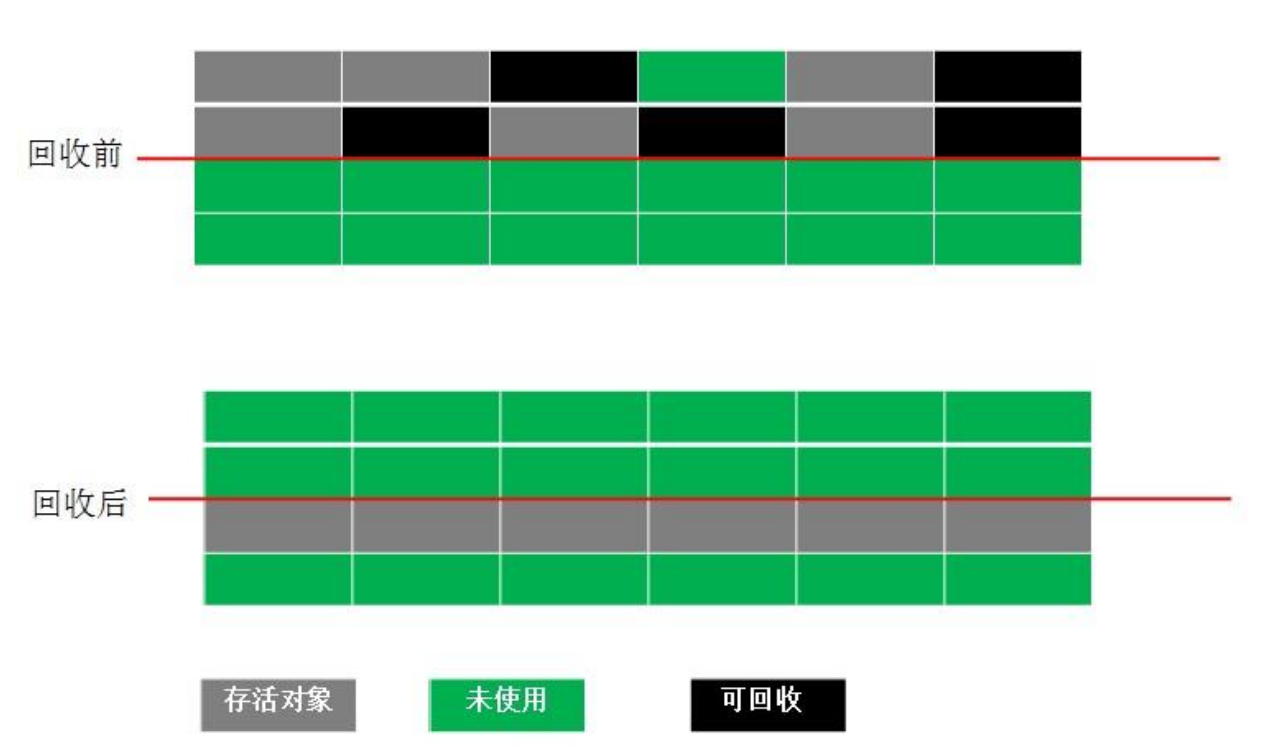 回收前
回收后
存活对象 未使用 可回收